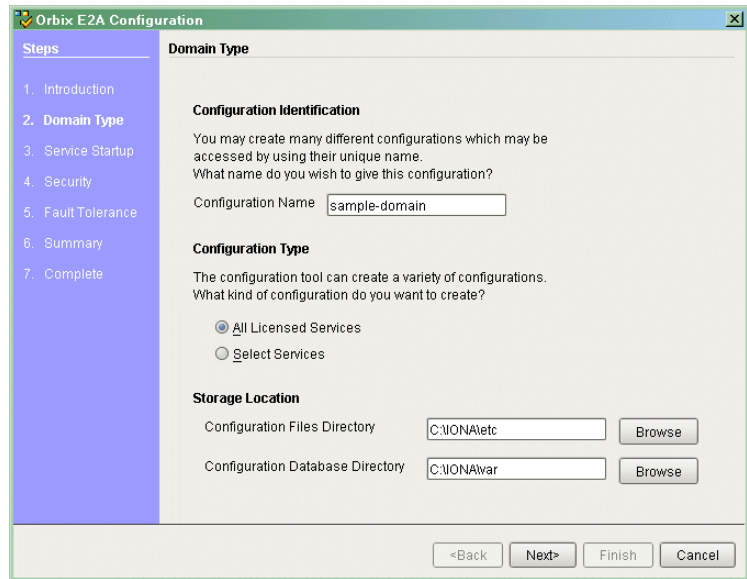 Orbix E2A Configuration
Steps
1. Introduction
2. Domain Type
3. Service Startup
4. Security
5. Fault Tolerance
6. Summary
7. Complete
Domain Type
Configuration Identification
You may create many different configurations which may be
accessed by using their unique name.
What name do you wish to give this configuration?
Configuration Name sample-domain
Configuration Type
The configuration tool can create a variety of configurations.
What kind of configuration do you want to create?
All Licensed Services
Select Services
Storage Location
Configuration Files Directory C:\IONA\etc Browse
Configuration Database Directory C:\IONA\var Browse
<Back Next> Finish Cancel